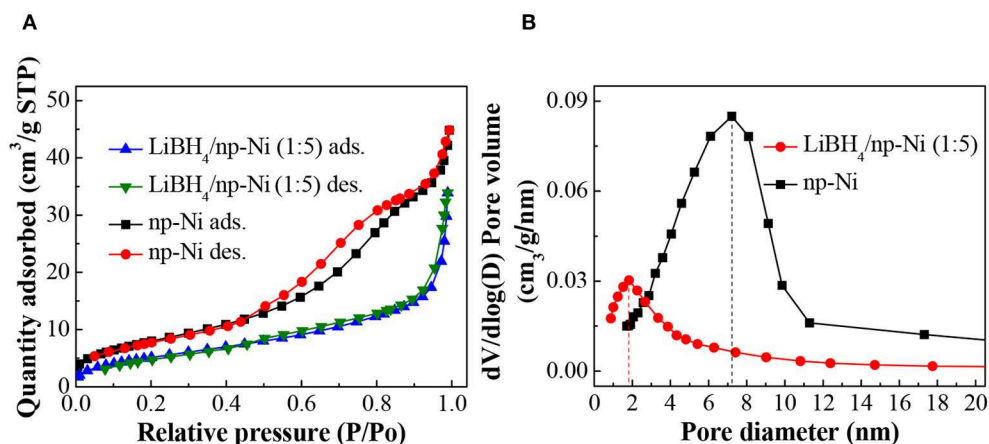 A
Quantity adsorbed (cm³/g STP)
50
40
30
20
10
0
0.0 0.2 0.4 0.6 0.8 1.0
Relative pressure (P/Po)
LiBH₄/np-Ni (1:5) ads.
LiBH₄/np-Ni (1:5) des.
np-Ni ads.
np-Ni des.
B
dV/dlog(D) Pore volume
(cm₃/g/nm)
0.09
0.06
0.03
0.00
0 2 4 6 8 10 12 14 16 18 20
Pore diameter (nm)
LiBH₄/np-Ni (1:5)
np-Ni